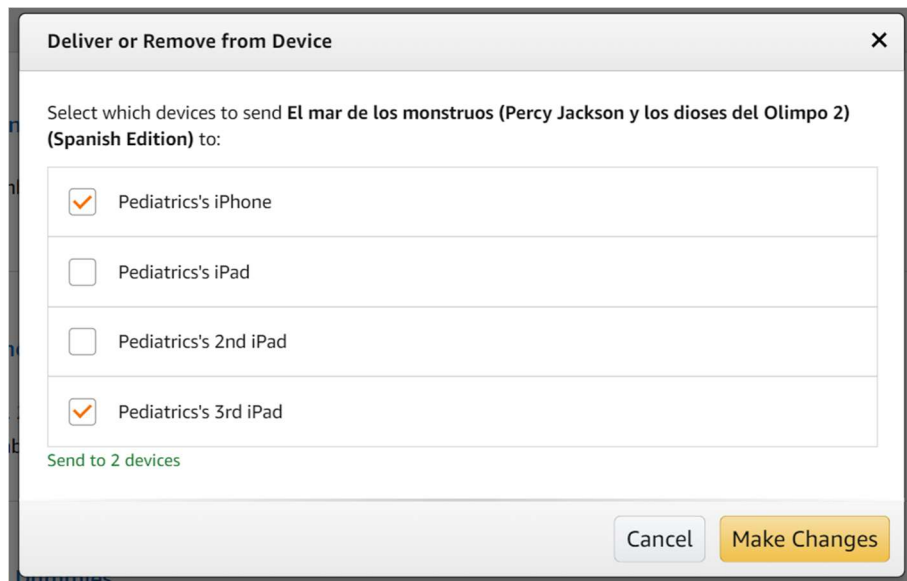 Deliver or Remove from Device
Select which devices to send El mar de los monstruos (Percy Jackson y los dioses del Olimpo 2)
(Spanish Edition) to:
Pediatrics's iPhone
Pediatrics's iPad
Pediatrics's 2nd iPad
Pediatrics's 3rd iPad
Send to 2 devices
Cancel
Make Changes